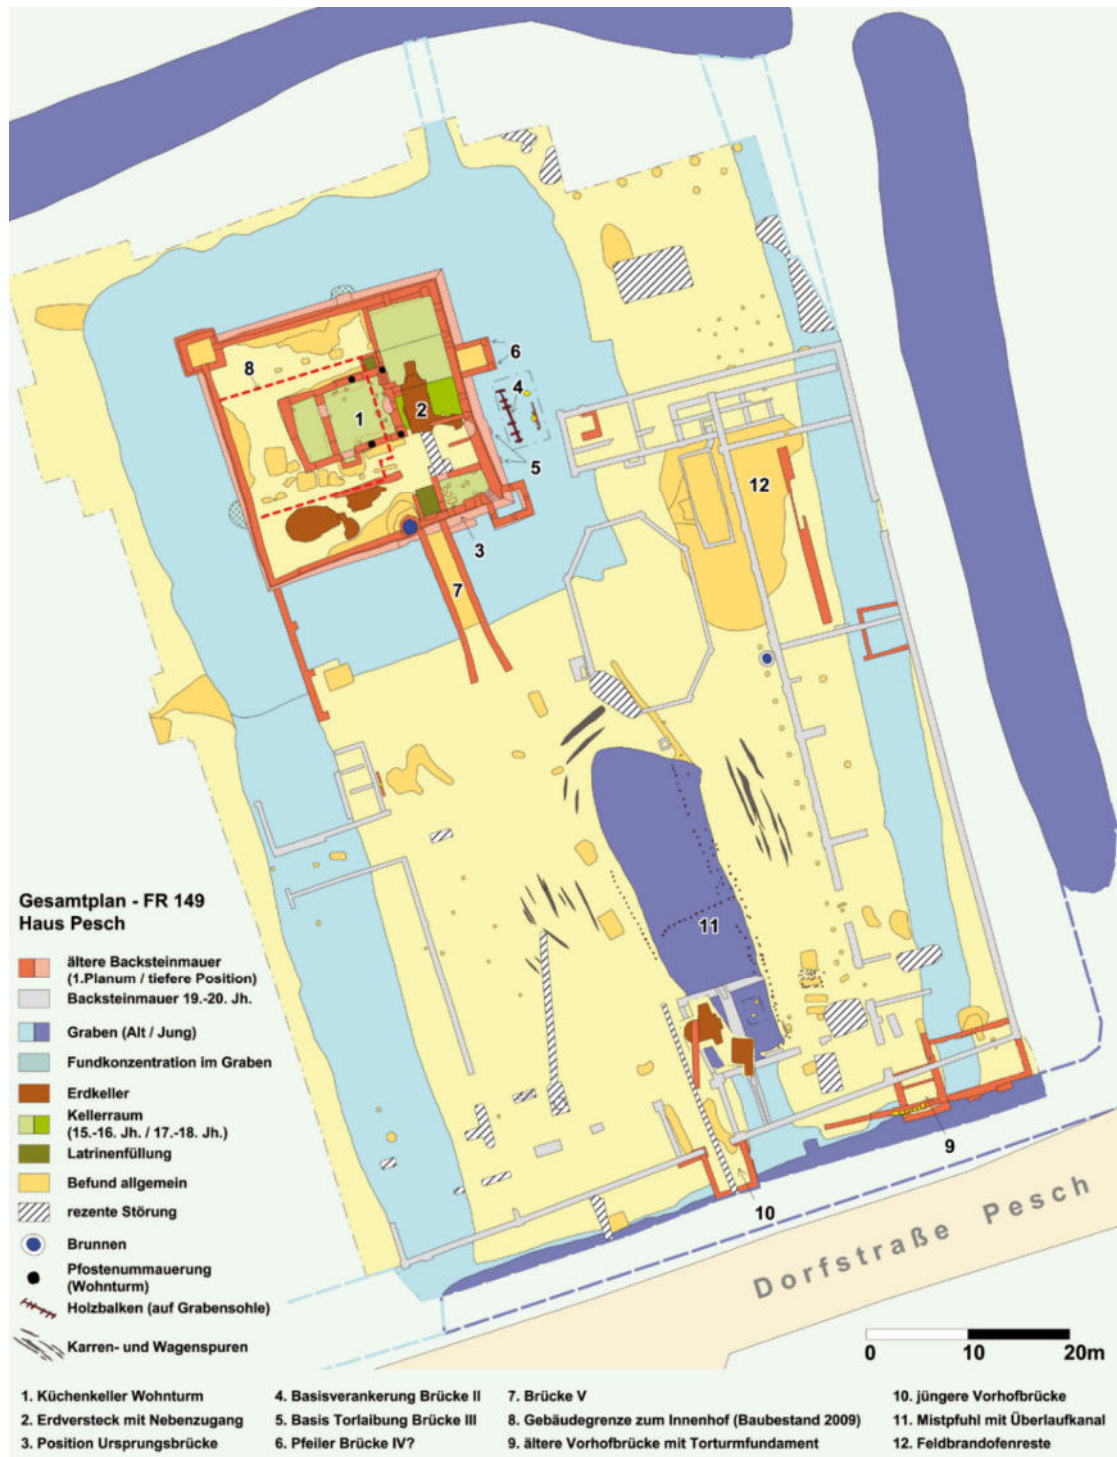 8
6
4
1
2
5
12
3
7
11
9
10
Dorfstraße Pesch
Gesamtplan - FR 149
Haus Pesch
ältere Backsteinmauer
(1.Planum / tiefere Position)
Backsteinmauer 19.-20. Jh.
Graben (Alt / Jung)
Fundkonzentration im Graben
Erdkeller
Kellerraum
(15.-16. Jh. / 17.-18. Jh.)
Latrinenfüllung
Befund allgemein
rezente Störung
Brunnen
Pfostenummauerung
(Wohnturm)
Holzbalken (auf Grabensohle)
Karren- und Wagenspuren
0 10 20m
1. Küchenkeller Wohnturm
2. Erdversteck mit Nebenzugang
3. Position Ursprungsbrücke
4. Basisverankerung Brücke II
5. Basis Torlaibung Brücke III
6. Pfeiler Brücke IV?
7. Brücke V
8. Gebäudegrenze zum Innenhof (Baubestand 2009)
9. ältere Vorhofbrücke mit Torturmfundament
10. jüngere Vorhofbrücke
11. Mistpfuhl mit Überlaufkanal
12. Feldbrandofenreste